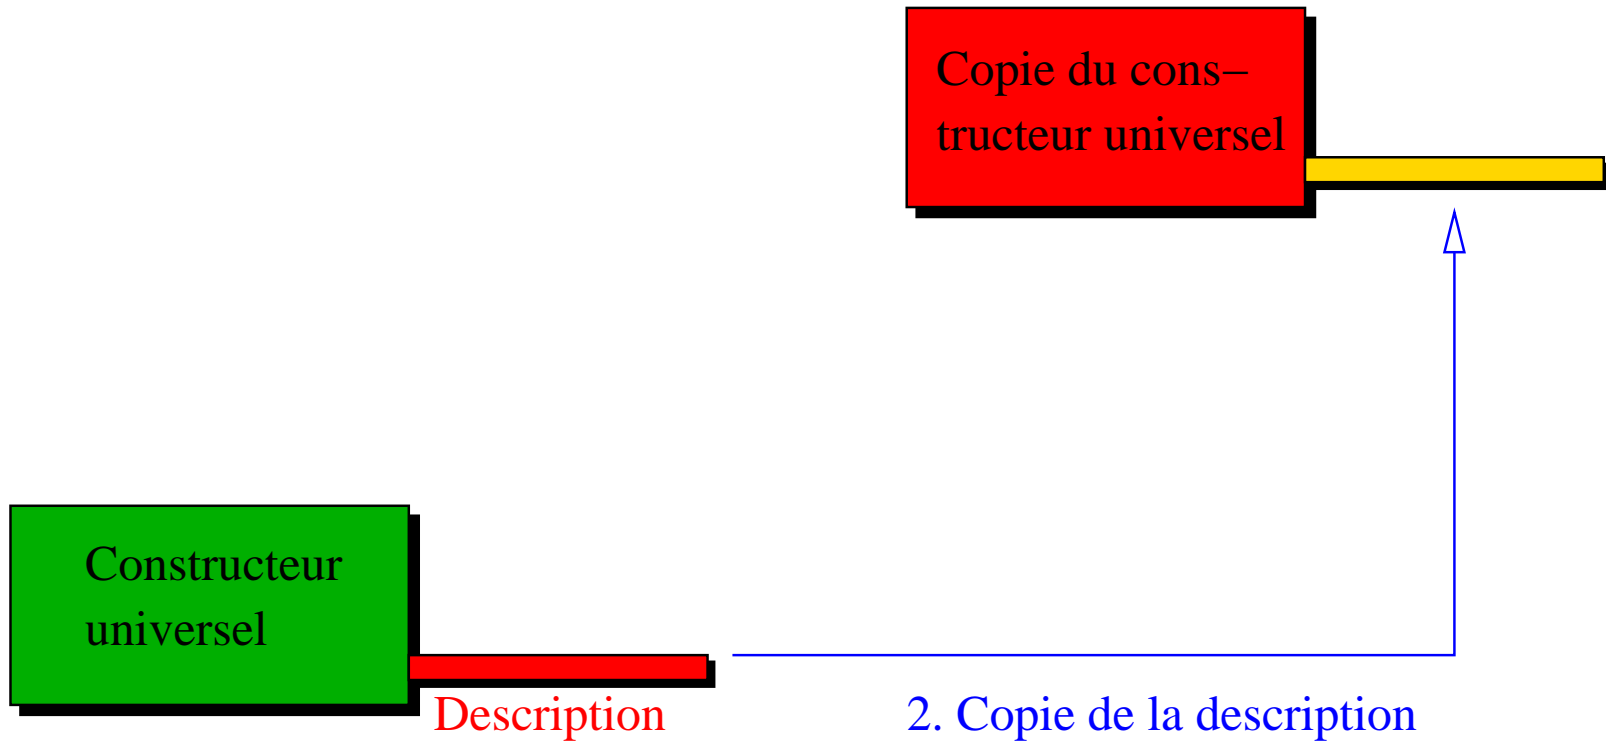 Copie du cons–
tructeur universel
Constructeur
universel
Description
2. Copie de la description